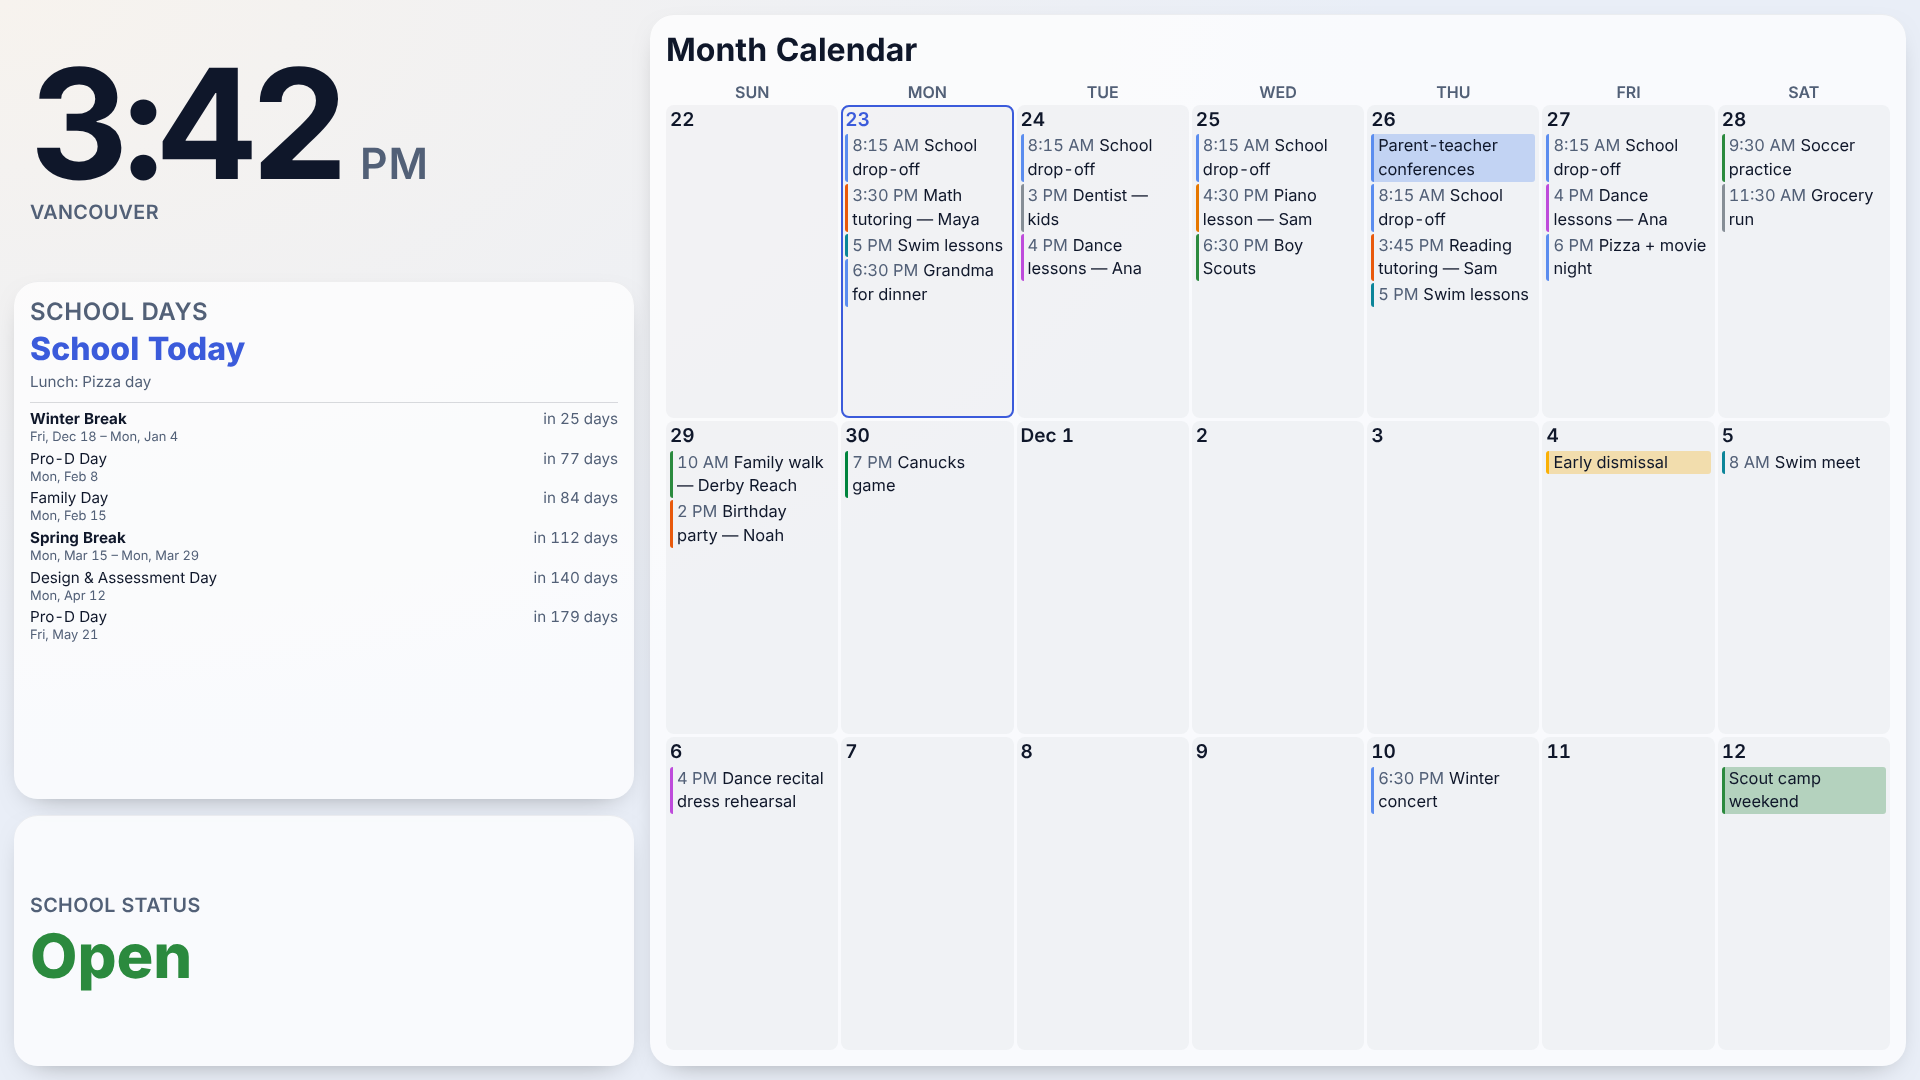 3:42 PM
VANCOUVER
SCHOOL DAYS
School Today
Lunch: Pizza day
Winter Break in 25 days
Fri, Dec 18 – Mon, Jan 4
Pro-D Day in 77 days
Mon, Feb 8
Family Day in 84 days
Mon, Feb 15
Spring Break in 112 days
Mon, Mar 15 – Mon, Mar 29
Design & Assessment Day in 140 days
Mon, Apr 12
Pro-D Day in 179 days
Fri, May 21
SCHOOL STATUS
Open
Month Calendar
SUN MON TUE WED THU FRI SAT
22
23
8:15 AM School
drop-off
3:30 PM Math
tutoring — Maya
5 PM Swim lessons
6:30 PM Grandma
for dinner
24
8:15 AM School
drop-off
3 PM Dentist —
kids
4 PM Dance
lessons — Ana
25
8:15 AM School
drop-off
4:30 PM Piano
lesson — Sam
6:30 PM Boy
Scouts
26
Parent-teacher
conferences
8:15 AM School
drop-off
3:45 PM Reading
tutoring — Sam
5 PM Swim lessons
27
8:15 AM School
drop-off
4 PM Dance
lessons — Ana
6 PM Pizza + movie
night
28
9:30 AM Soccer
practice
11:30 AM Grocery
run
29
10 AM Family walk
— Derby Reach
2 PM Birthday
party — Noah
30
7 PM Canucks
game
Dec 1
2
3
4
Early dismissal
5
8 AM Swim meet
6
4 PM Dance recital
dress rehearsal
7
8
9
10
6:30 PM Winter
concert
11
12
Scout camp
weekend